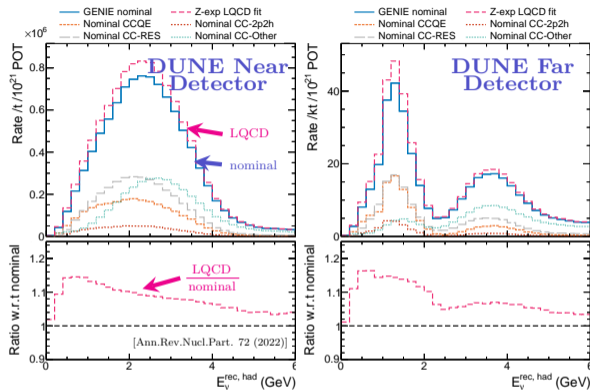 GENIE nominal
Z-exp LQCD fit
Nominal CCQE
Nominal CC-2p2h
Nominal CC-RES
Nominal CC-Other
×10⁶
Rate /t /10²¹ POT
0.8
0.6
0.4
0.2
0
DUNE Near
Detector
LQCD
nominal
Ratio w.r.t nominal
1.2
1.1
1
0.9
LQCD
nominal
[Ann.Rev.Nucl.Part. 72 (2022)]
0 2 4 6
E_ν^rec, had (GeV)
GENIE nominal
Z-exp LQCD fit
Nominal CCQE
Nominal CC-2p2h
Nominal CC-RES
Nominal CC-Other
Rate /kt /10²¹ POT
40
20
0
DUNE Far
Detector
Ratio w.r.t nominal
1.2
1.1
1
0.9
0 2 4 6
E_ν^rec, had (GeV)